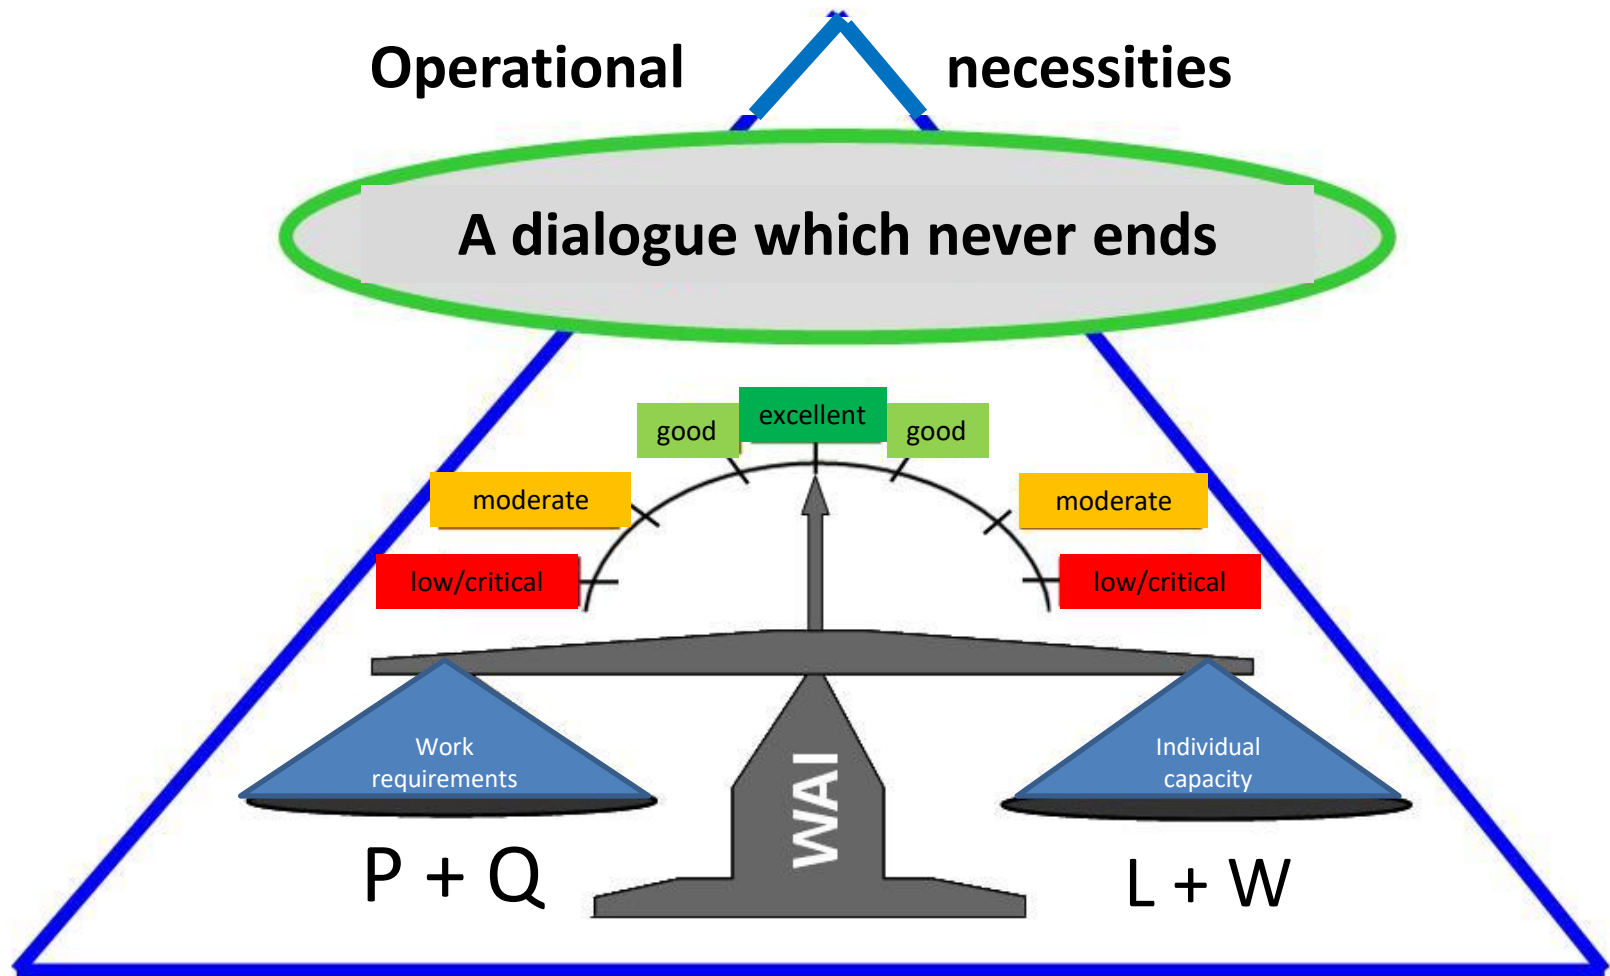 Operational necessities
A dialogue which never ends
good excellent good
moderate moderate
low/critical low/critical
Work
requirements
Individual
capacity
WAI
P + Q
L + W